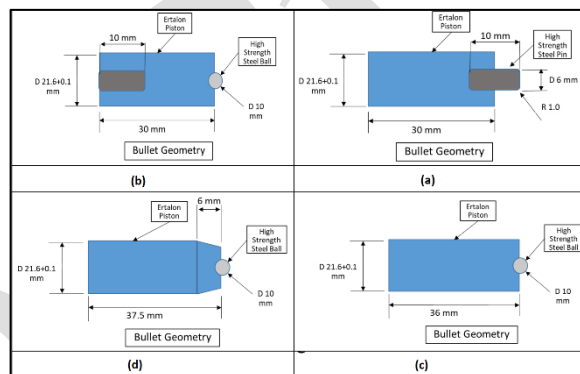 10 mm
Ertalon
Piston
High
Strength
Steel Ball
D 21.6+0.1
mm
D 10
mm
30 mm
Bullet Geometry
(b)
Ertalon
Piston
10 mm
High
Strength
Steel Pin
D 21.6+0.1
mm
D 6 mm
R 1.0
30 mm
Bullet Geometry
(a)
Ertalon
Piston
6 mm
High
Strength
Steel Ball
D 21.6+0.1
mm
D 10
mm
37.5 mm
Bullet Geometry
(d)
Ertalon
Piston
High
Strength
Steel Ball
D 21.6+0.1
mm
D 10
mm
36 mm
Bullet Geometry
(c)